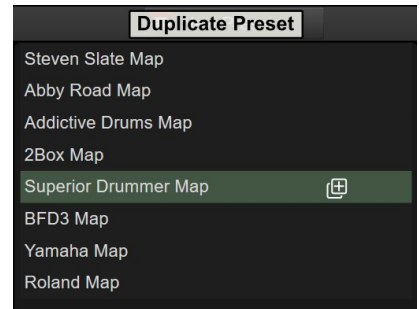 Duplicate Preset
Steven Slate Map
Abby Road Map
Addictive Drums Map
2Box Map
Superior Drummer Map
BFD3 Map
Yamaha Map
Roland Map